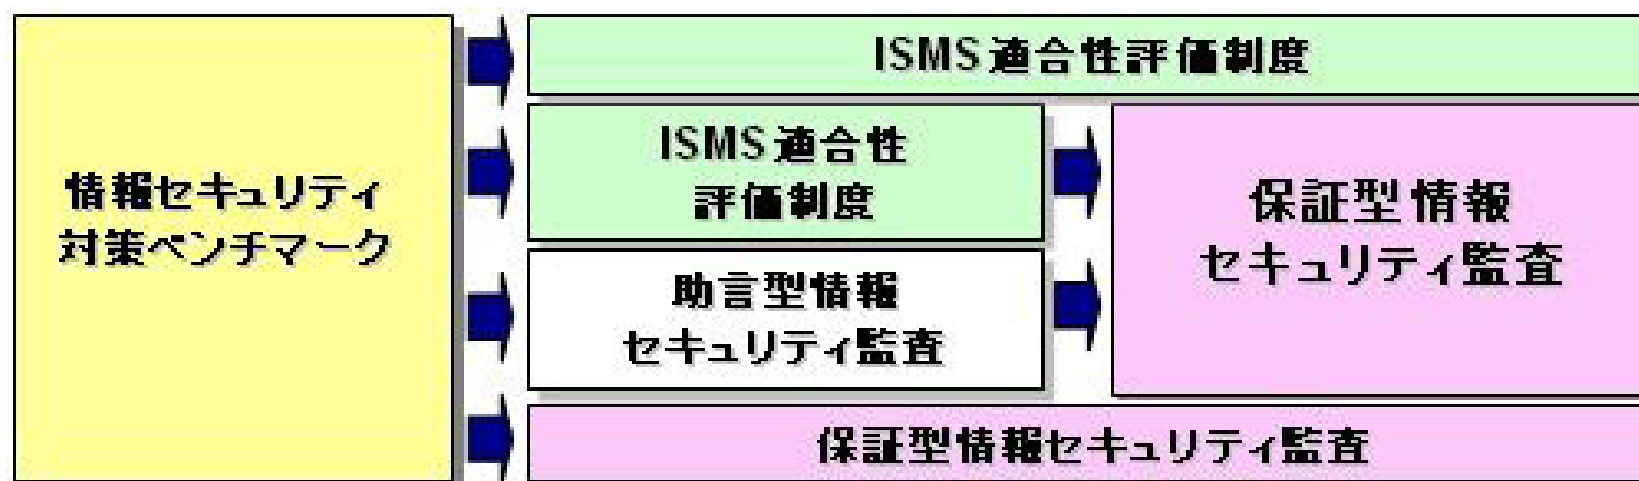 情報セキュリティ
対策ベンチマーク
ISMS適合性評価制度
ISMS適合性
評価制度
助言型情報
セキュリティ監査
保証型情報
セキュリティ監査
保証型情報セキュリティ監査